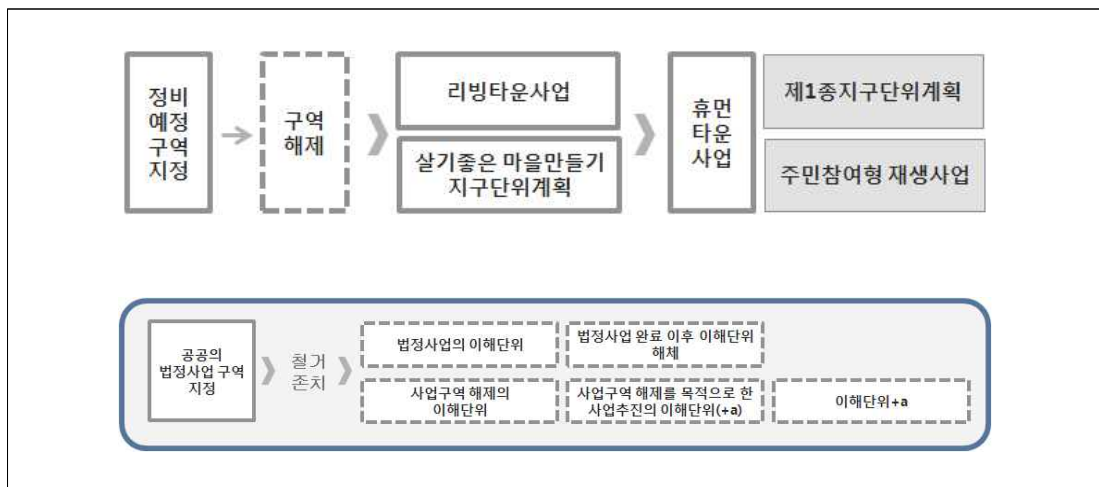 정비
예정
구역
지정
구역
해제
리빙타운사업
살기좋은 마을만들기
지구단위계획
휴먼
타운
사업
제1종지구단위계획
주민참여형 재생사업
공공의
법정사업 구역
지정
철거
존치
법정사업의 이해단위
법정사업 완료 이후 이해단위
해체
사업구역 해제의
이해단위
사업구역 해제를 목적으로 한
사업추진의 이해단위(+a)
이해단위+a